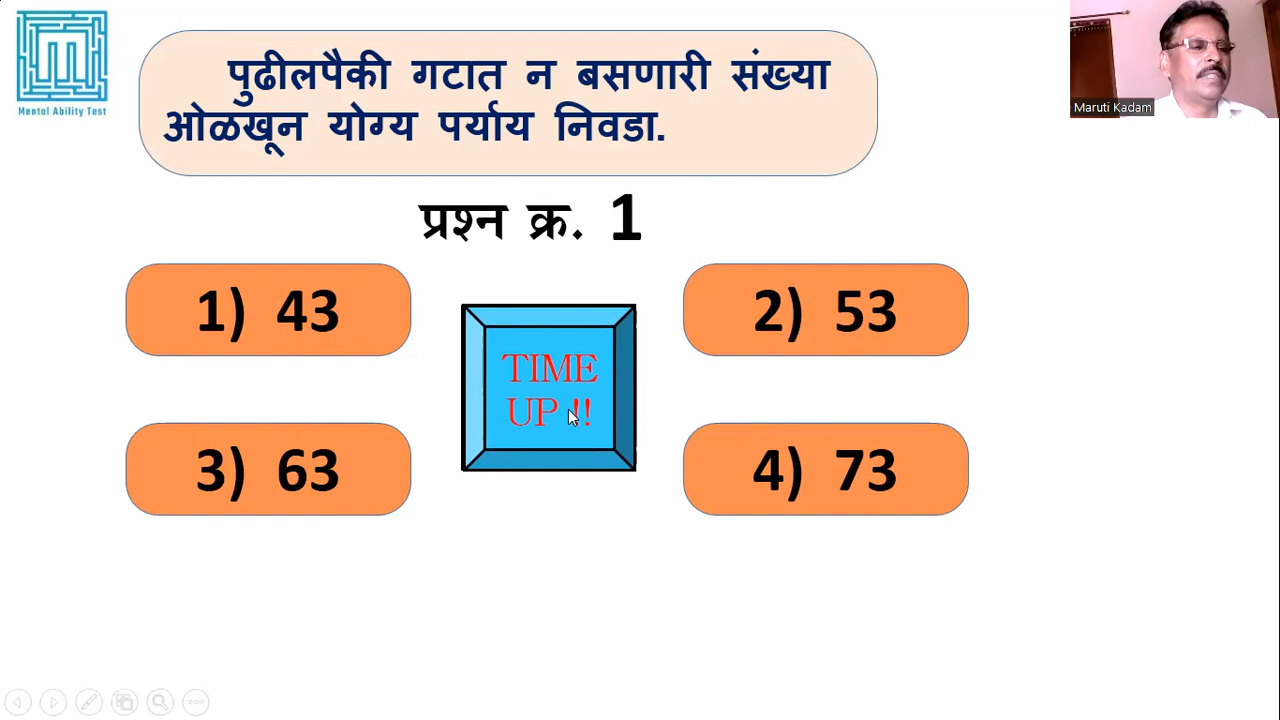 Mental Ability Test
पुढीलपैकी गटात न बसणारी संख्या
ओळखून योग्य पर्याय निवडा.
Maruti Kadam
प्रश्न क्र. 1
1) 43
2) 53
TIME
UP !!
3) 63
4) 73